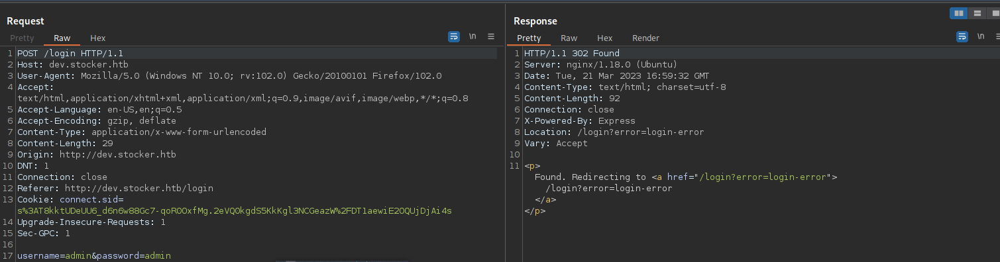 Request
Pretty Raw Hex
\n
1 POST /login HTTP/1.1
2 Host: dev.stocker.htb
3 User-Agent: Mozilla/5.0 (Windows NT 10.0; rv:102.0) Gecko/20100101 Firefox/102.0
4 Accept:
text/html,application/xhtml+xml,application/xml;q=0.9,image/avif,image/webp,*/*;q=0.8
5 Accept-Language: en-US,en;q=0.5
6 Accept-Encoding: gzip, deflate
7 Content-Type: application/x-www-form-urlencoded
8 Content-Length: 29
9 Origin: http://dev.stocker.htb
10 DNT: 1
11 Connection: close
12 Referer: http://dev.stocker.htb/login
13 Cookie: connect.sid=
s%3AT8kktUDeUU6_d6n6w88Gc7-qoROOxfMg.2eVQOkgdS5KkKgl3NCGeazW%2FDT1aewiE2OQUjDjAi4s
14 Upgrade-Insecure-Requests: 1
15 Sec-GPC: 1
16
17 username=admin&password=admin
Response
Pretty Raw Hex Render
\n
1 HTTP/1.1 302 Found
2 Server: nginx/1.18.0 (Ubuntu)
3 Date: Tue, 21 Mar 2023 16:59:32 GMT
4 Content-Type: text/html; charset=utf-8
5 Content-Length: 92
6 Connection: close
7 X-Powered-By: Express
8 Location: /login?error=login-error
9 Vary: Accept
10
11 <p>
Found. Redirecting to <a href="/login?error=login-error">
/login?error=login-error
</a>
</p>